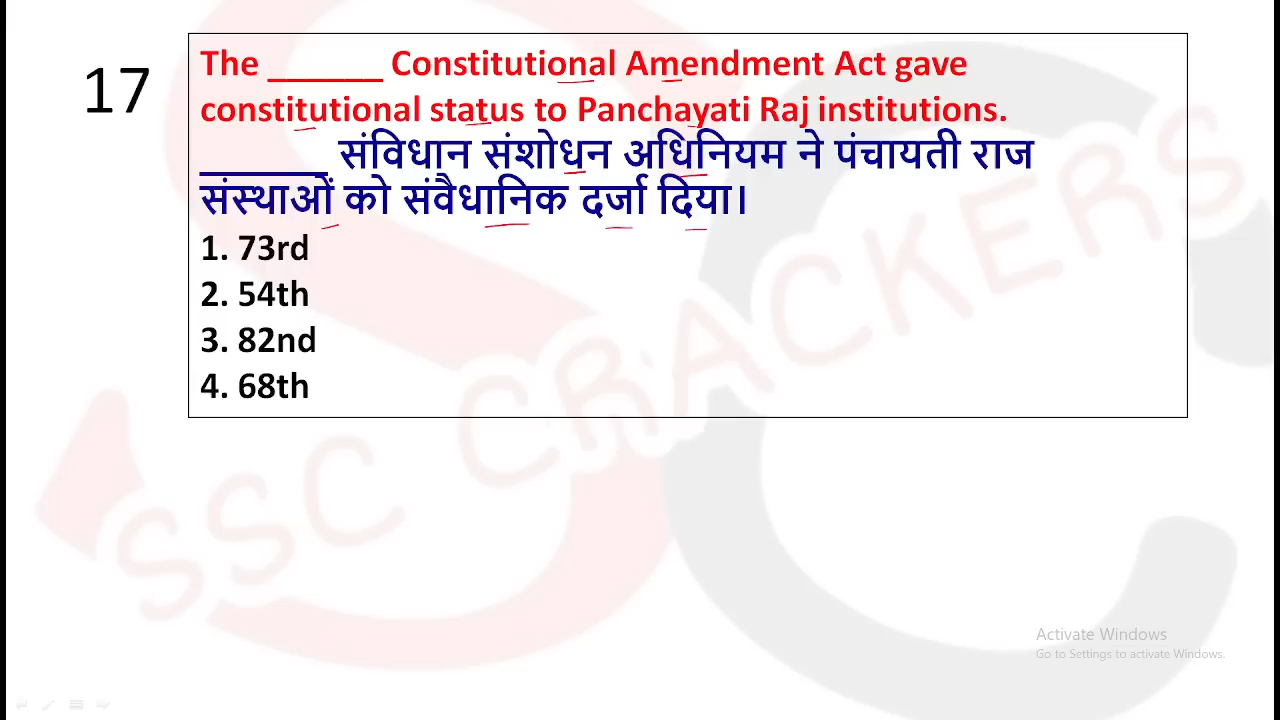 17
The ______ Constitutional Amendment Act gave
constitutional status to Panchayati Raj institutions.
______ संविधान संशोधन अधिनियम ने पंचायती राज
संस्थाओं को संवैधानिक दर्जा दिया।
1. 73rd
2. 54th
3. 82nd
4. 68th
SSC CRACKERS
Activate Windows
Go to Settings to activate Windows.